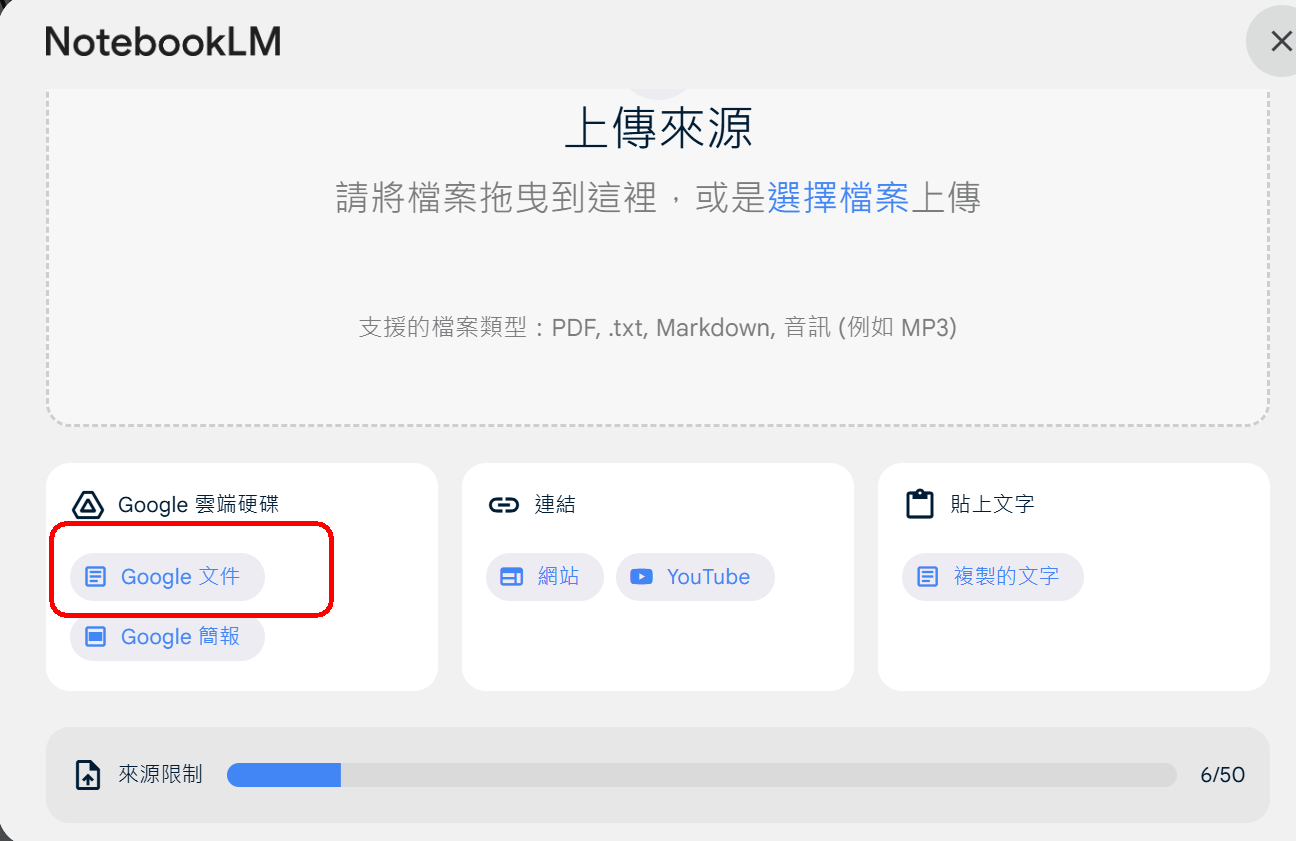 NotebookLM
上傳來源
請將檔案拖曳到這裡，或是選擇檔案上傳
支援的檔案類型：PDF, .txt, Markdown, 音訊 (例如 MP3)
Google 雲端硬碟
Google 文件
Google 簡報
連結
網站
YouTube
貼上文字
複製的文字
來源限制
6/50